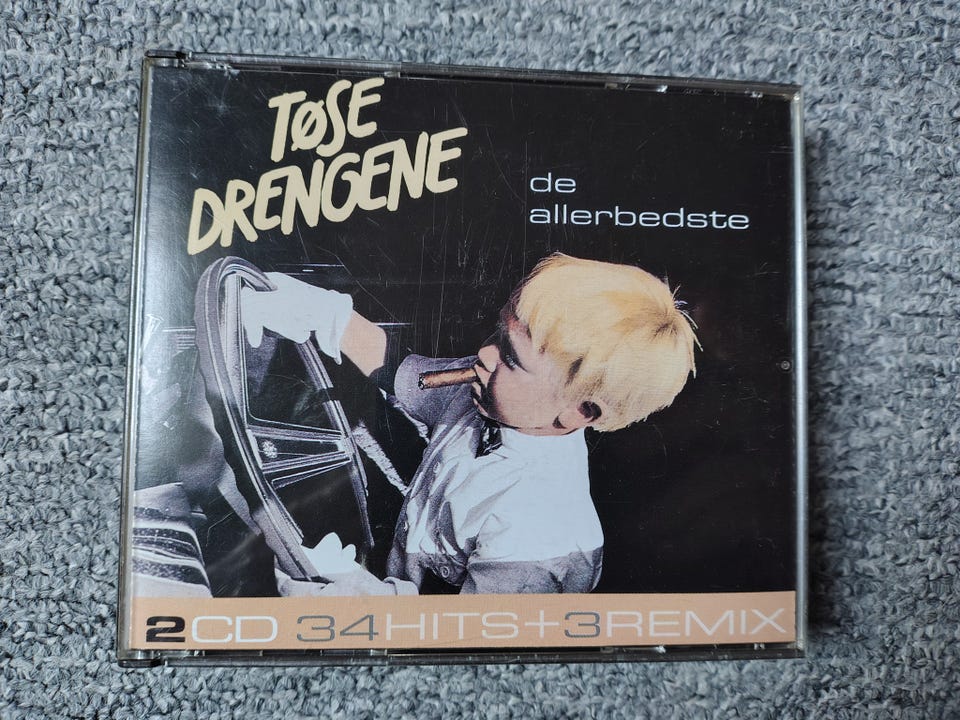 TØSE
DRENGENE
de
allerbedste
2CD 34HITS+3REMIX